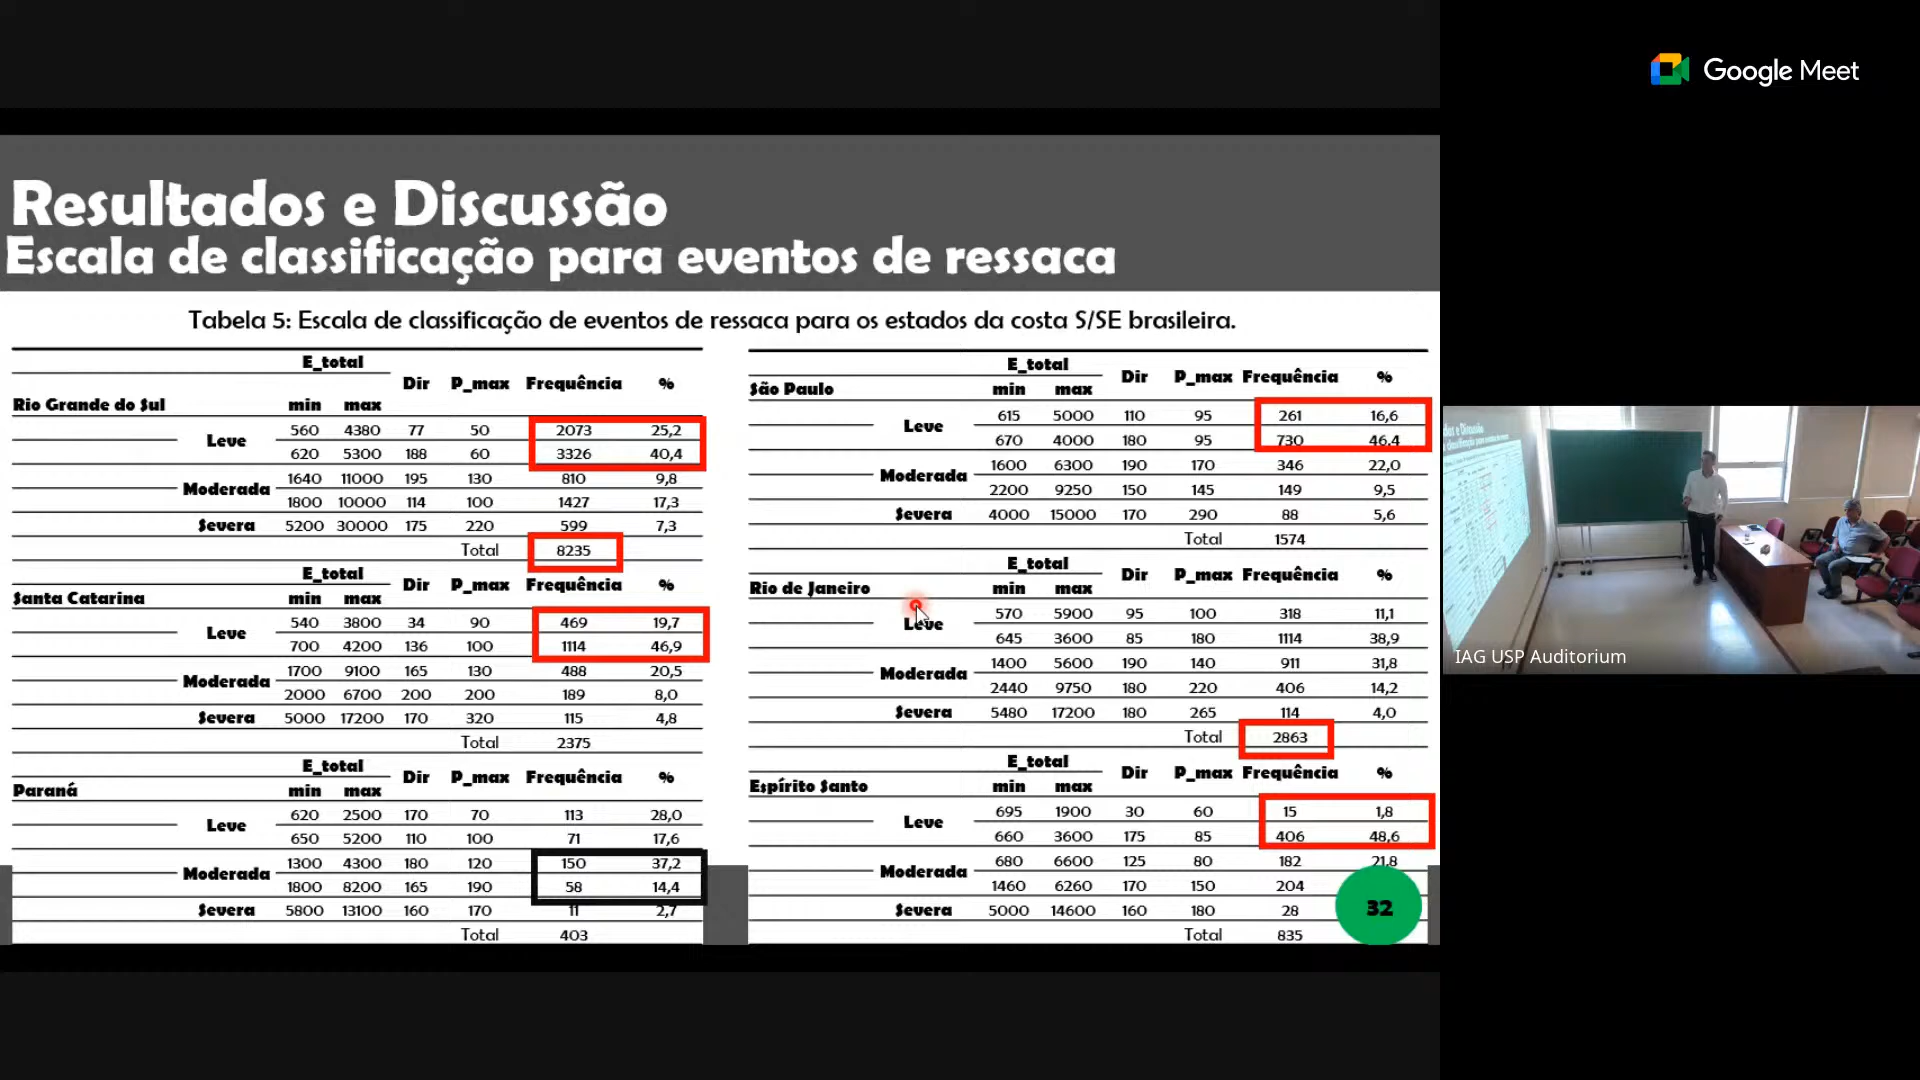 Google Meet
Resultados e Discussão
Escala de classificação para eventos de ressaca
Tabela 5: Escala de classificação de eventos de ressaca para os estados da costa S/SE brasileira.
E_total
Dir P_max Frequência %
Rio Grande do Sul min max
Leve
560 4380 77 50 2073 25,2
620 5300 188 60 3326 40,4
Moderada
1640 11000 195 130 810 9,8
1800 10000 114 100 1427 17,3
Severa 5200 30000 175 220 599 7,3
Total 8235
E_total
Dir P_max Frequência %
Santa Catarina min max
Leve
540 3800 34 90 469 19,7
700 4200 136 100 1114 46,9
Moderada
1700 9100 165 130 488 20,5
2000 6700 200 200 189 8,0
Severa 5000 17200 170 320 115 4,8
Total 2375
E_total
Dir P_max Frequência %
Paraná min max
Leve
620 2500 170 70 113 28,0
650 5200 110 100 71 17,6
Moderada
1300 4300 180 120 150 37,2
1800 8200 165 190 58 14,4
Severa 5800 13100 160 170 11 2,7
Total 403
E_total
Dir P_max Frequência %
São Paulo min max
Leve
615 5000 110 95 261 16,6
670 4000 180 95 730 46,4
Moderada
1600 6300 190 170 346 22,0
2200 9250 150 145 149 9,5
Severa 4000 15000 170 290 88 5,6
Total 1574
E_total
Dir P_max Frequência %
Rio de Janeiro min max
Leve
570 5900 95 100 318 11,1
645 3600 85 180 1114 38,9
Moderada
1400 5600 190 140 911 31,8
2440 9750 180 220 406 14,2
Severa 5480 17200 180 265 114 4,0
Total 2863
E_total
Dir P_max Frequência %
Espírito Santo min max
Leve
695 1900 30 60 15 1,8
660 3600 175 85 406 48,6
Moderada
680 6600 125 80 182 21,8
1460 6260 170 150 204
Severa 5000 14600 160 180 28
Total 835
32
IAG USP Auditorium